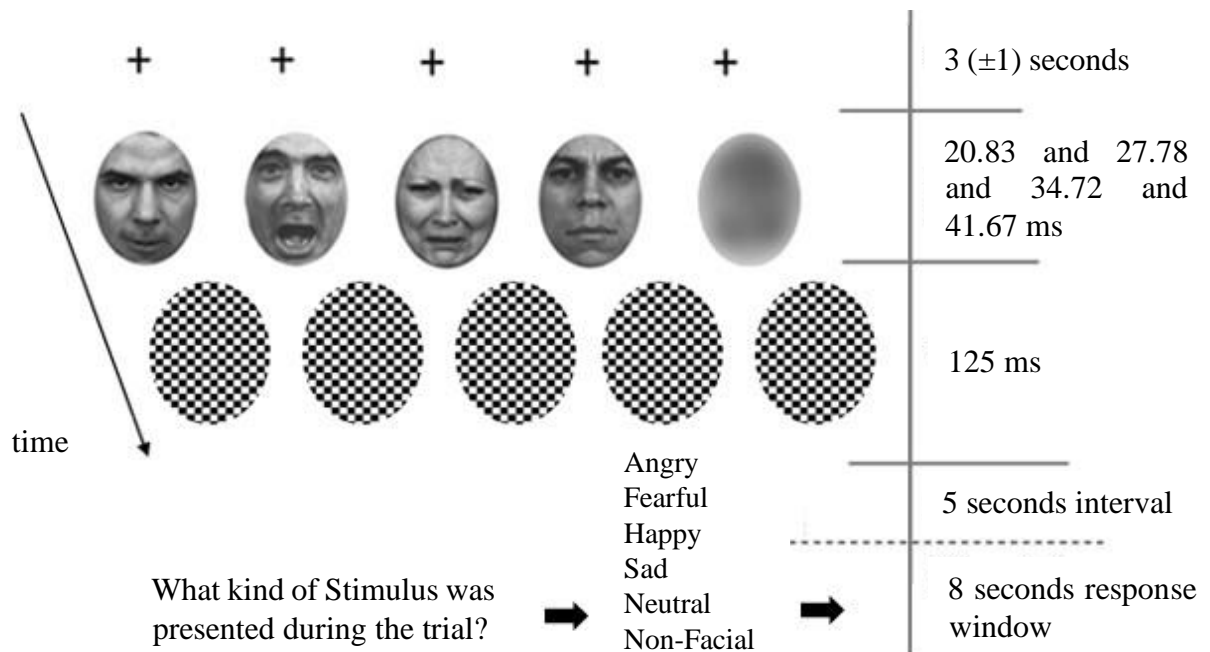 3 (±1) seconds
20.83 and 27.78
and 34.72 and
41.67 ms
125 ms
time
Angry
Fearful
Happy
Sad
Neutral
Non-Facial
5 seconds interval
What kind of Stimulus was
presented during the trial?
8 seconds response
window